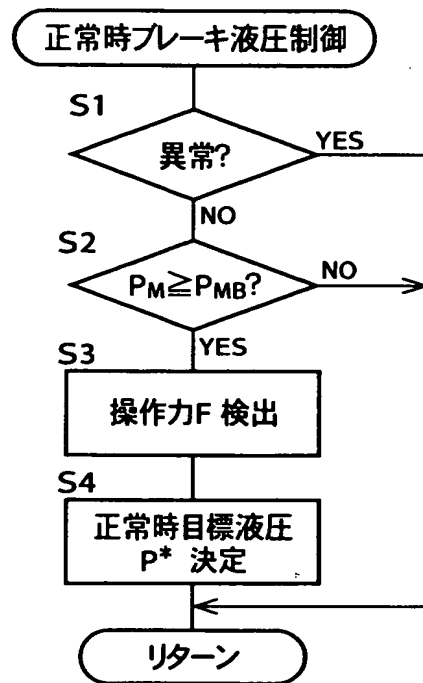 正常時ブレーキ液圧制御
S1
異常?
YES
NO
S2
PM≧PMB?
NO
YES
S3
操作力F 検出
S4
正常時目標液圧
P* 決定
リターン